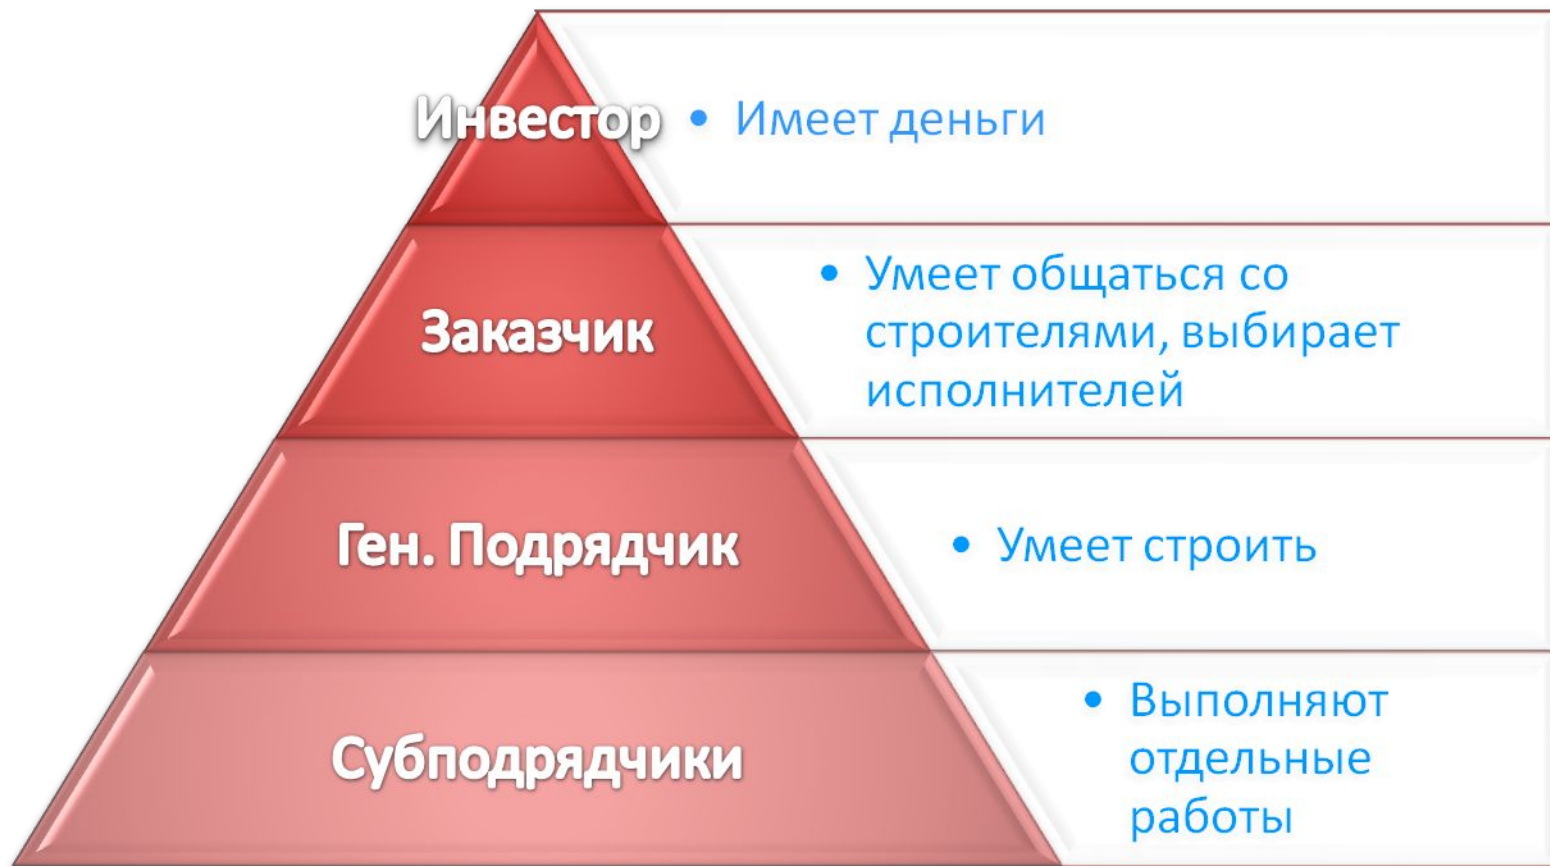 Инвестор
• Имеет деньги
Заказчик
• Умеет общаться со
строителями, выбирает
исполнителей
Ген. Подрядчик
• Умеет строить
Субподрядчики
• Выполняют
отдельные
работы